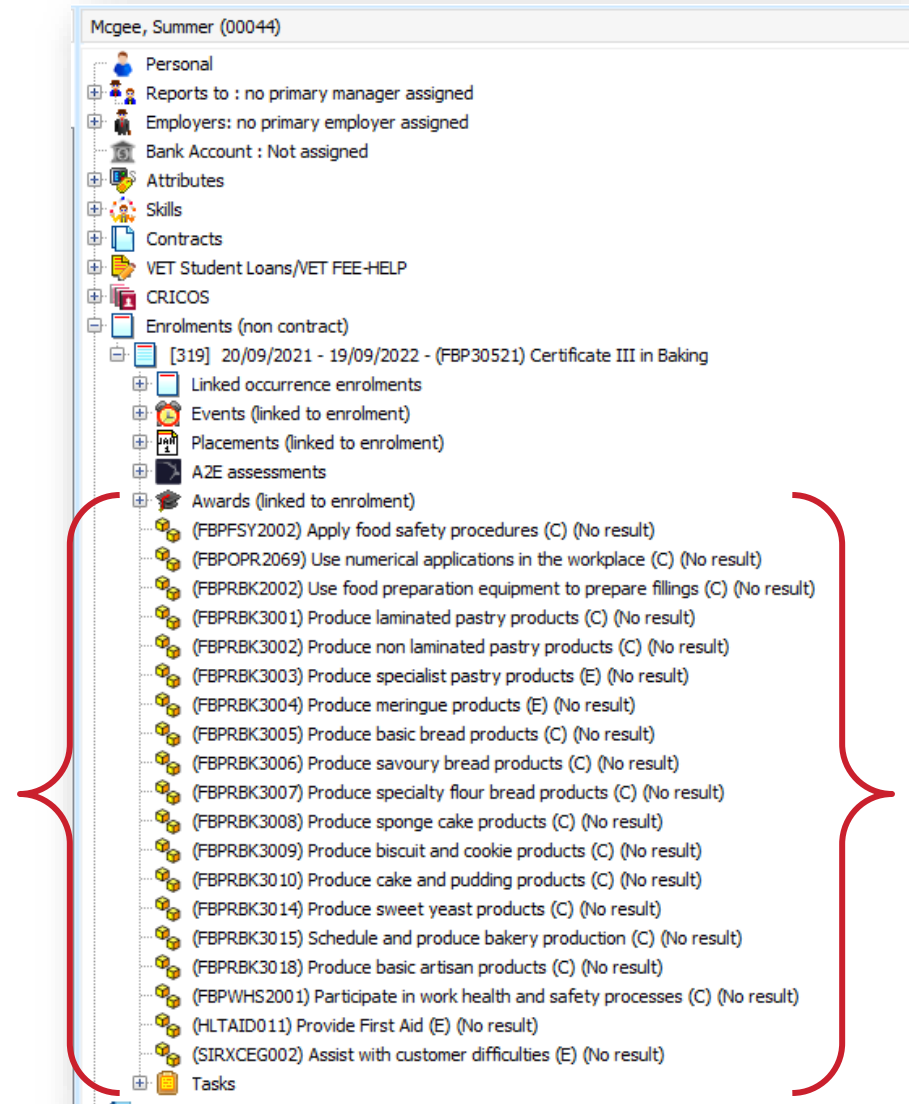 Mcgee, Summer (00044)
Personal
Reports to : no primary manager assigned
Employers: no primary employer assigned
Bank Account : Not assigned
Attributes
Skills
Contracts
VET Student Loans/VET FEE-HELP
CRICOS
Enrolments (non contract)
[319] 20/09/2021 - 19/09/2022 - (FBP30521) Certificate III in Baking
Linked occurrence enrolments
Events (linked to enrolment)
Placements (linked to enrolment)
A2E assessments
Awards (linked to enrolment)
(FBPFSY2002) Apply food safety procedures (C) (No result)
(FBPOPR2069) Use numerical applications in the workplace (C) (No result)
(FBPRBK2002) Use food preparation equipment to prepare fillings (C) (No result)
(FBPRBK3001) Produce laminated pastry products (C) (No result)
(FBPRBK3002) Produce non laminated pastry products (C) (No result)
(FBPRBK3003) Produce specialist pastry products (E) (No result)
(FBPRBK3004) Produce meringue products (E) (No result)
(FBPRBK3005) Produce basic bread products (C) (No result)
(FBPRBK3006) Produce savoury bread products (C) (No result)
(FBPRBK3007) Produce specialty flour bread products (C) (No result)
(FBPRBK3008) Produce sponge cake products (C) (No result)
(FBPRBK3009) Produce biscuit and cookie products (C) (No result)
(FBPRBK3010) Produce cake and pudding products (C) (No result)
(FBPRBK3014) Produce sweet yeast products (C) (No result)
(FBPRBK3015) Schedule and produce bakery production (C) (No result)
(FBPRBK3018) Produce basic artisan products (C) (No result)
(FBPWHS2001) Participate in work health and safety processes (C) (No result)
(HLTAID011) Provide First Aid (E) (No result)
(SIRXCEG002) Assist with customer difficulties (E) (No result)
Tasks